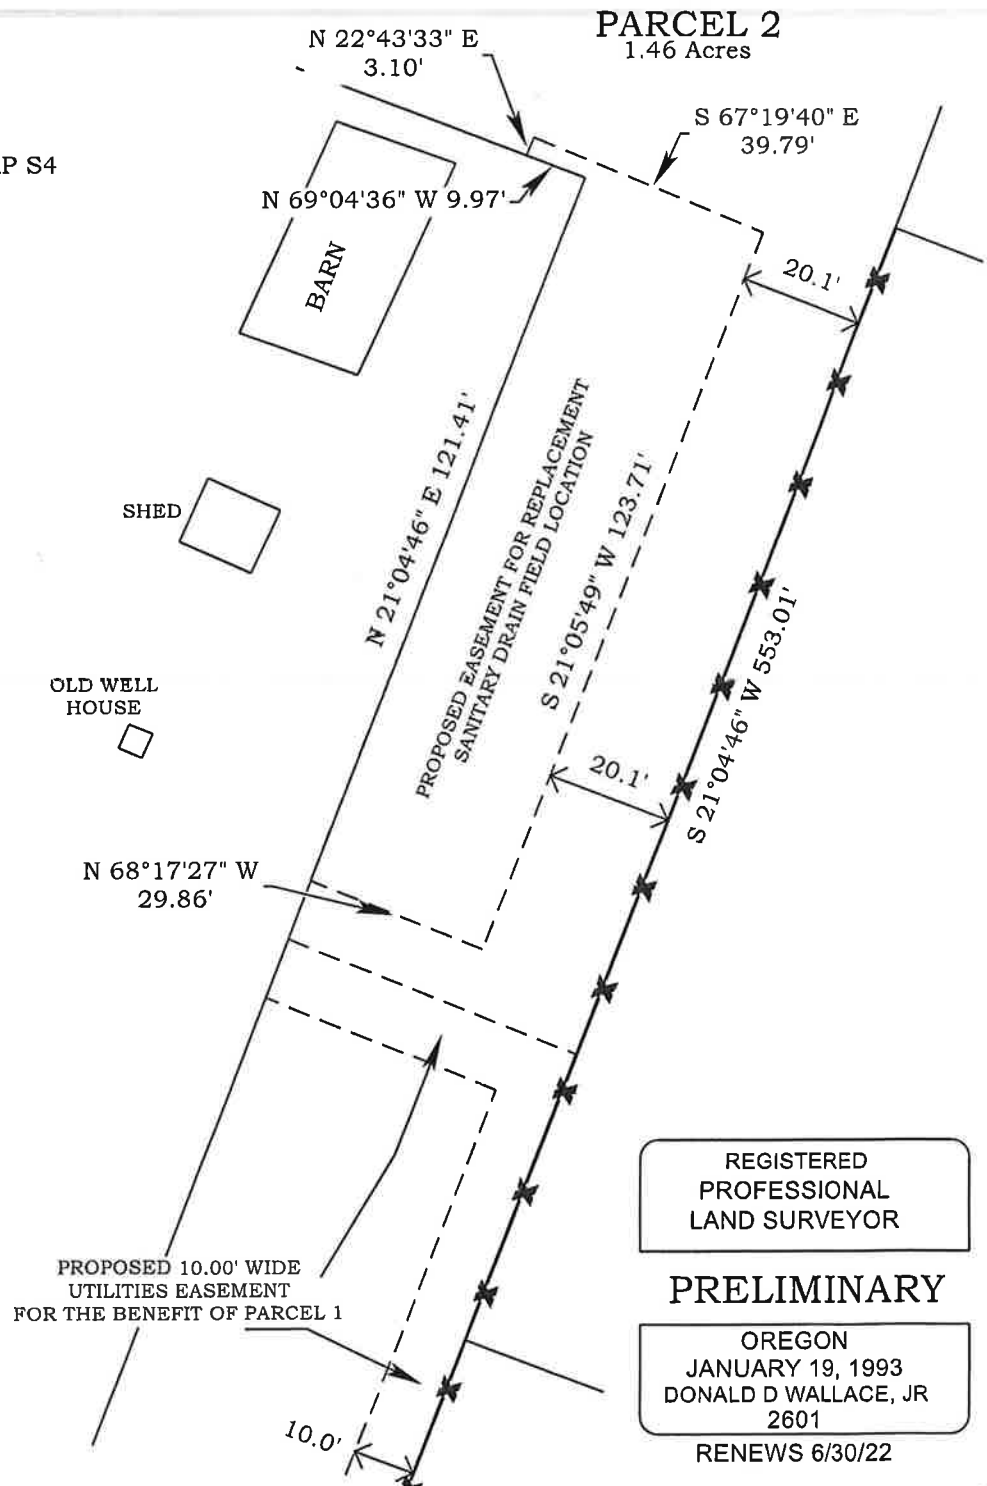 PARCEL 2
1.46 Acres
N 22°43'33" E
3.10'
S 67°19'40" E
39.79'
P S4
N 69°04'36" W 9.97'
BARN
20.1'
N 21°04'46" E 121.41'
PROPOSED EASEMENT FOR REPLACEMENT
SANITARY DRAIN FIELD LOCATION
S 21°05'49" W 123.71'
SHED
S 21°04'46" W 553.01'
OLD WELL
HOUSE
20.1'
N 68°17'27" W
29.86'
PROPOSED 10.00' WIDE
UTILITIES EASEMENT
FOR THE BENEFIT OF PARCEL 1
10.0'
REGISTERED
PROFESSIONAL
LAND SURVEYOR
PRELIMINARY
OREGON
JANUARY 19, 1993
DONALD D WALLACE, JR
2601
RENEWS 6/30/22